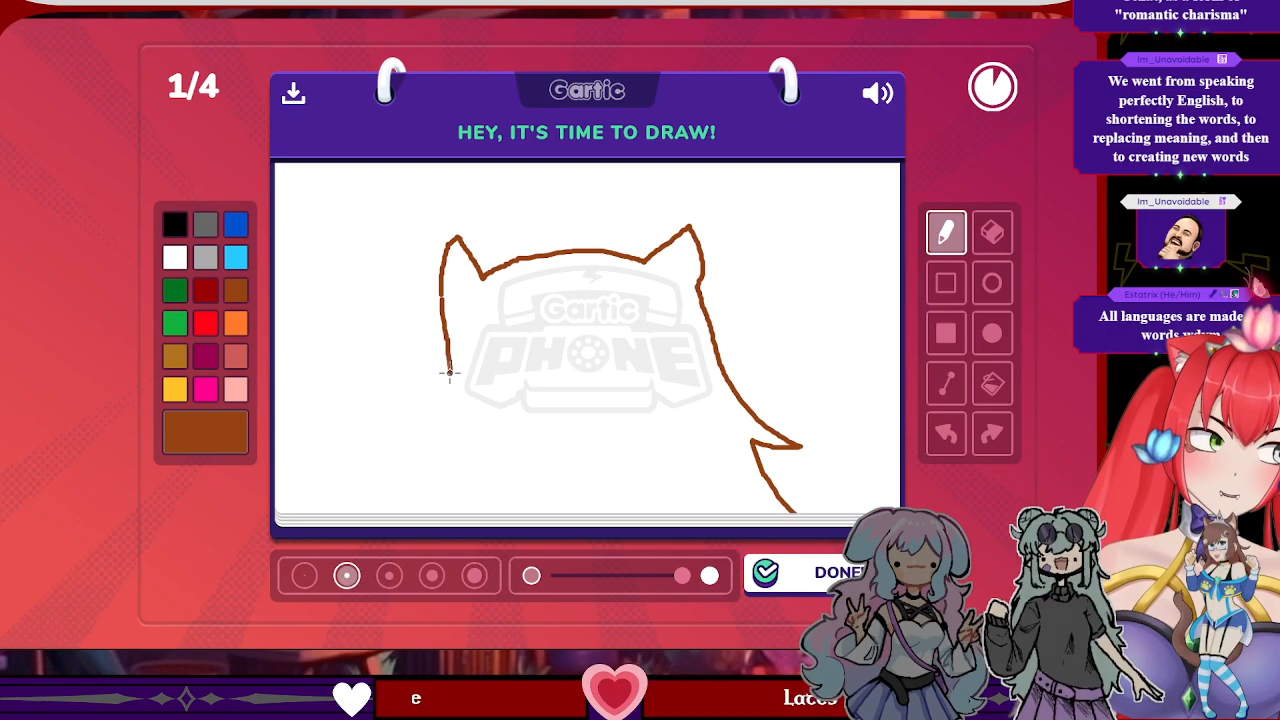 "romantic charisma"
1/4
Gartic
HEY, IT'S TIME TO DRAW!
Im_Unavoidable
We went from speaking
perfectly English, to
shortening the words, to
replacing meaning, and then
to creating new words
Im_Unavoidable
Gartic
PHONE
Estatrix (He/Him)
All languages are made
DONE
e